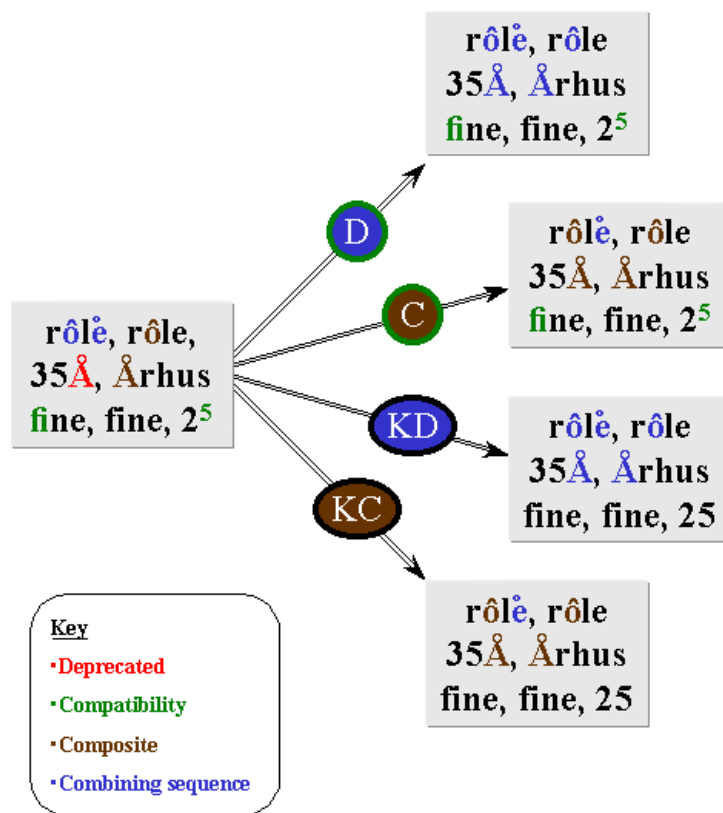 rôle̊, rôle
35Å, Århus
fine, fine, 2⁵
D
rôle̊, rôle
35Å, Århus
fine, fine, 2⁵
C
rôle̊, rôle,
35Å, Århus
fine, fine, 2⁵
KD
rôle̊, rôle
35Å, Århus
fine, fine, 25
KC
rôle̊, rôle
35Å, Århus
fine, fine, 25
Key
·Deprecated
·Compatibility
·Composite
·Combining sequence